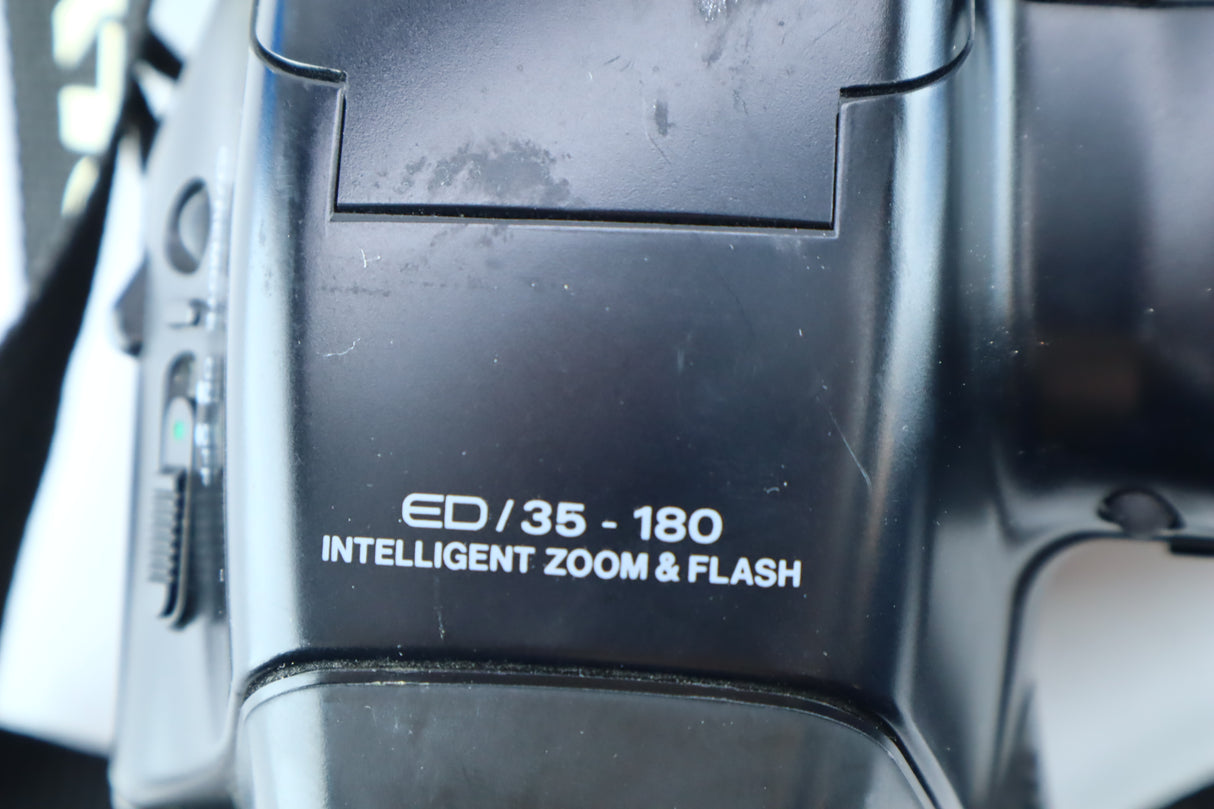 ED / 35 - 180
INTELLIGENT ZOOM & FLASH